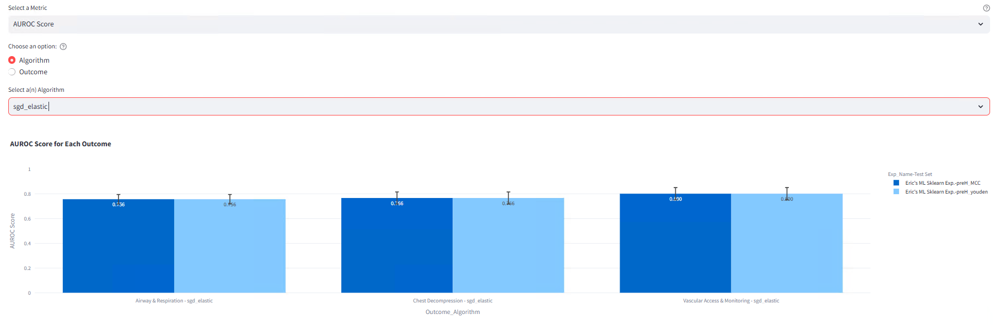 Select a Metric
AUROC Score
Choose an option:
Algorithm
Outcome
Select a(n) Algorithm
sgd_elastic
AUROC Score for Each Outcome
1
0.8
0.6
0.4
0.2
0
AUROC Score
0.756
0.756
0.766
0.766
0.800
0.800
Airway & Respiration - sgd_elastic
Chest Decompression - sgd_elastic
Vascular Access & Monitoring - sgd_elastic
Outcome_Algorithm
Exp_Name-Test Set
Eric's ML Sklearn Exp.-preH_MCC
Eric's ML Sklearn Exp.-preH_youden